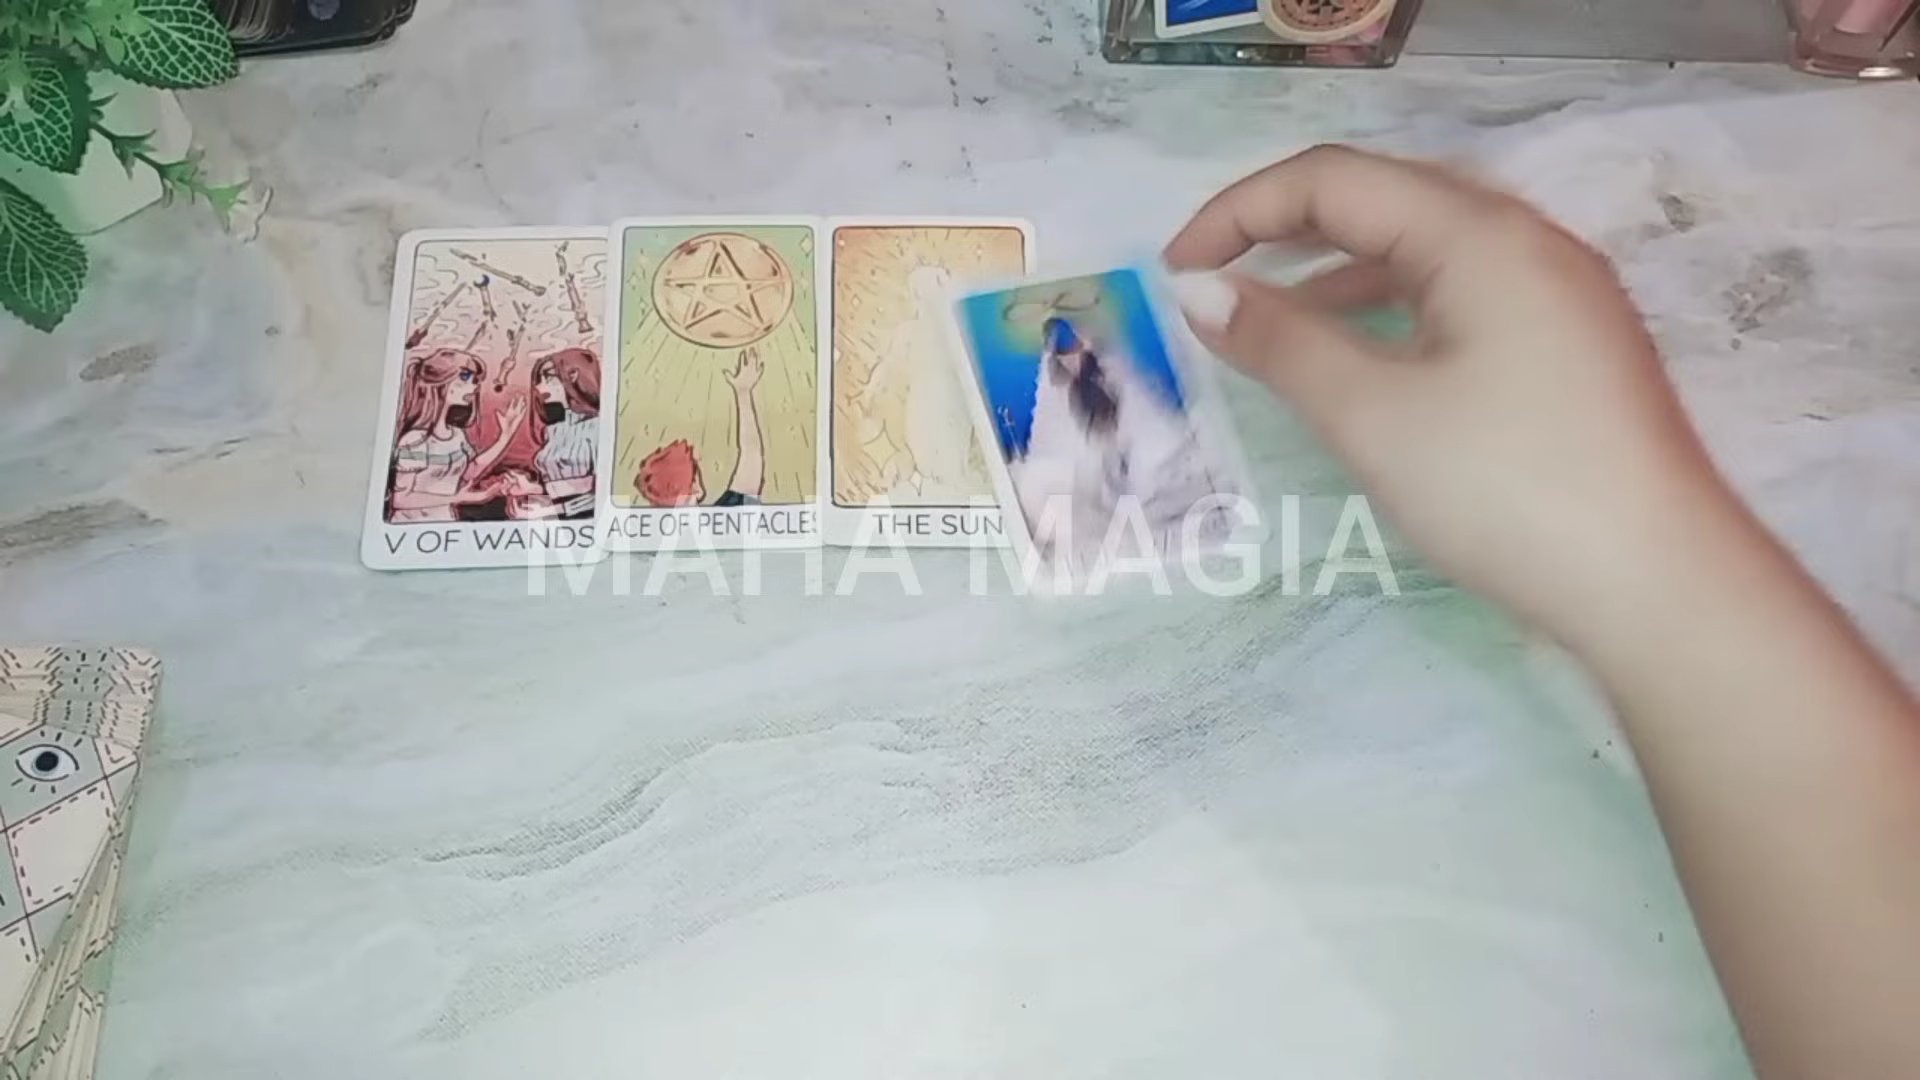 V OF WANDS
ACE OF PENTACLES
THE SUN
MAHA MAGIA